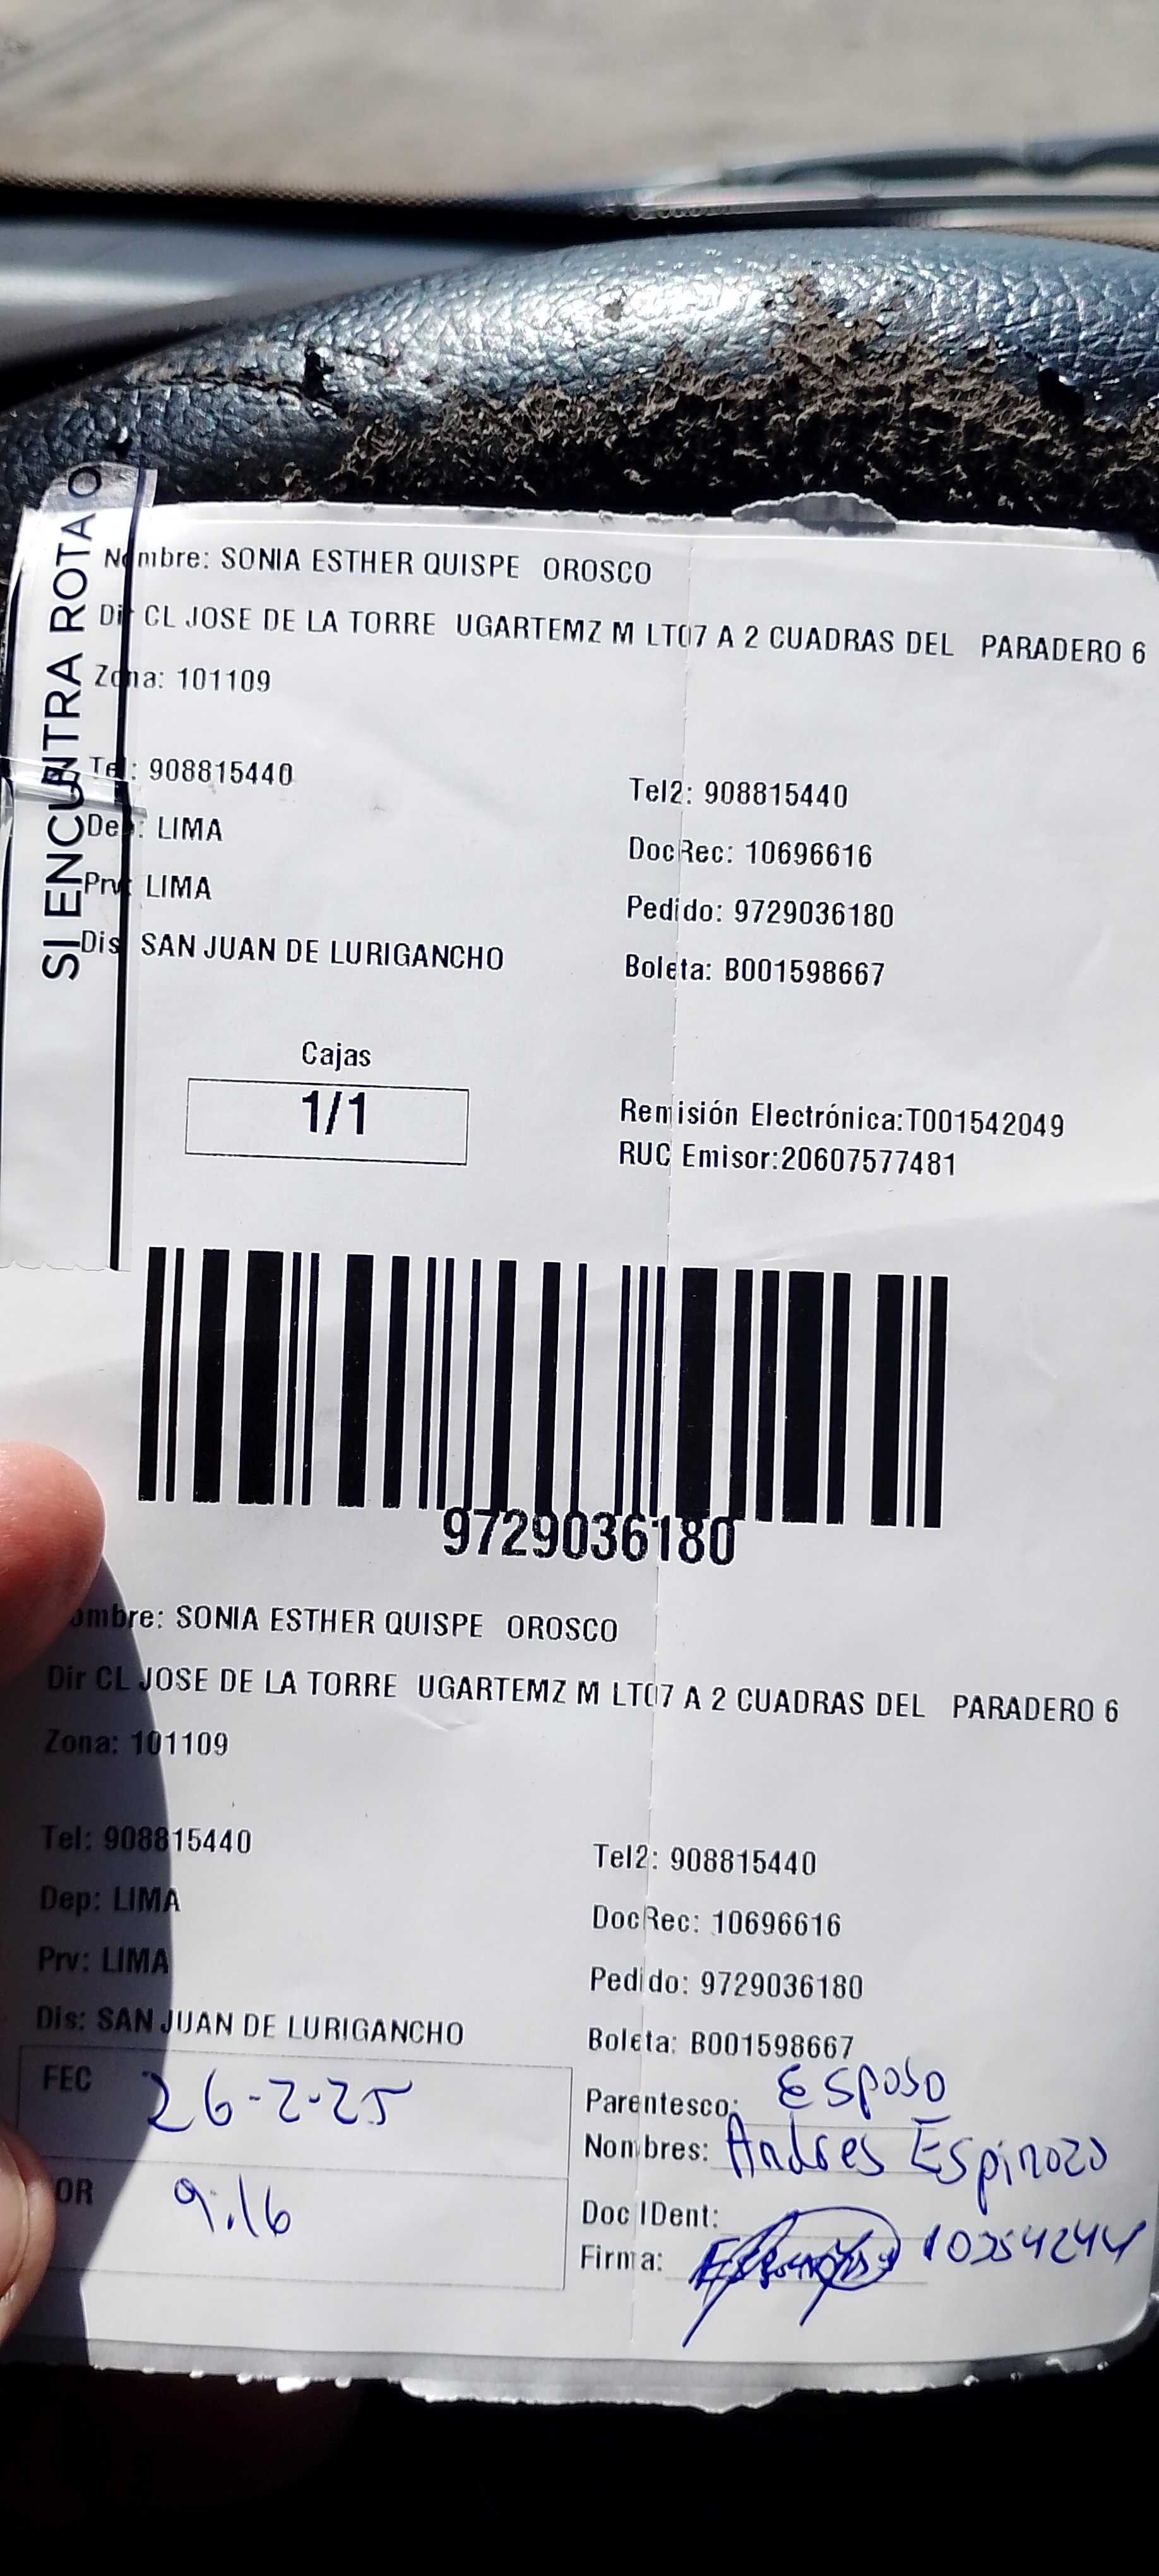 SI ENCUNTRA ROTA O
Nombre: SONIA ESTHER QUISPE OROSCO
Dir CL JOSE DE LA TORRE UGARTEMZ M LT07 A 2 CUADRAS DEL PARADERO 6
Zona: 101109
Tel: 908815440 Tel2: 908815440
Dep: LIMA DocRec: 10696616
Prv: LIMA Pedido: 9729036180
Dis: SAN JUAN DE LURIGANCHO Boleta: B001598667
Cajas
1/1
Remisión Electrónica:T001542049
RUC Emisor:20607577481
9729036180
ombre: SONIA ESTHER QUISPE OROSCO
Dir CL JOSE DE LA TORRE UGARTEMZ M LT07 A 2 CUADRAS DEL PARADERO 6
Zona: 101109
Tel: 908815440 Tel2: 908815440
Dep: LIMA DocRec: 10696616
Prv: LIMA Pedido: 9729036180
Dis: SAN JUAN DE LURIGANCHO Boleta: B001598667
FEC 26-2-25 Parentesco: Esposo
Nombres: Andres Espinozo
OR 9.16 Doc IDent:
Firma: 10254244